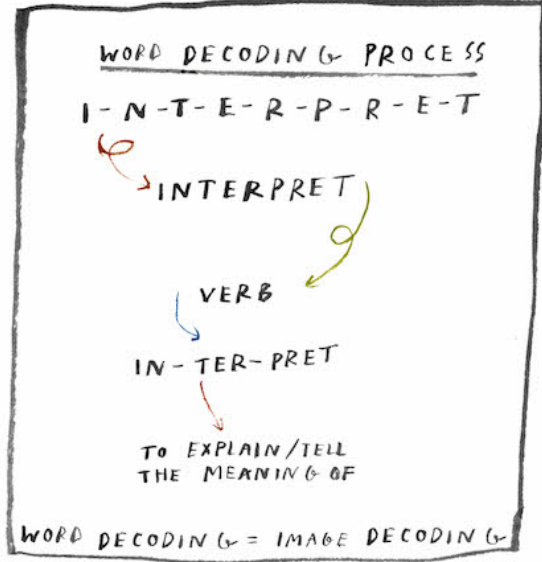 WORD DECODING PROCESS
I-N-T-E-R-P-R-E-T
INTERPRET
VERB
IN-TER-PRET
TO EXPLAIN/TELL
THE MEANING OF
WORD DECODING = IMAGE DECODING